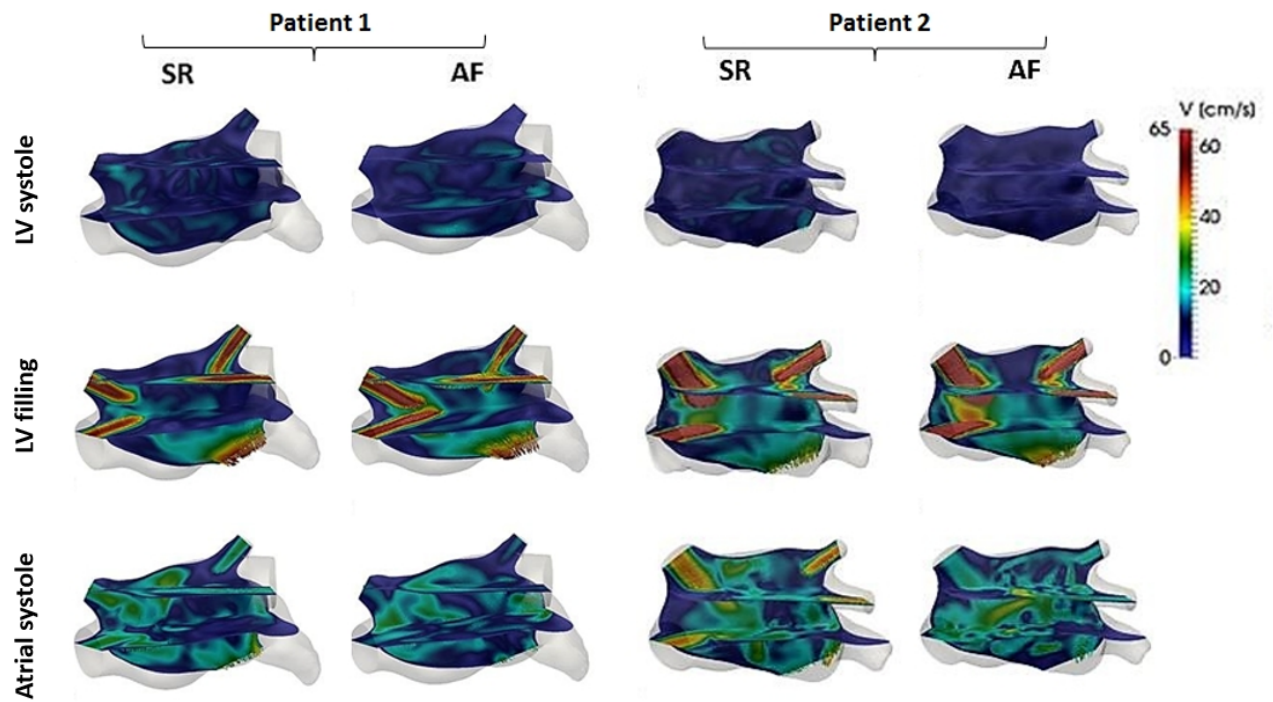 Patient 1
Patient 2
SR
AF
SR
AF
V (cm/s)
65
60
40
20
0
LV systole
LV filling
Atrial systole